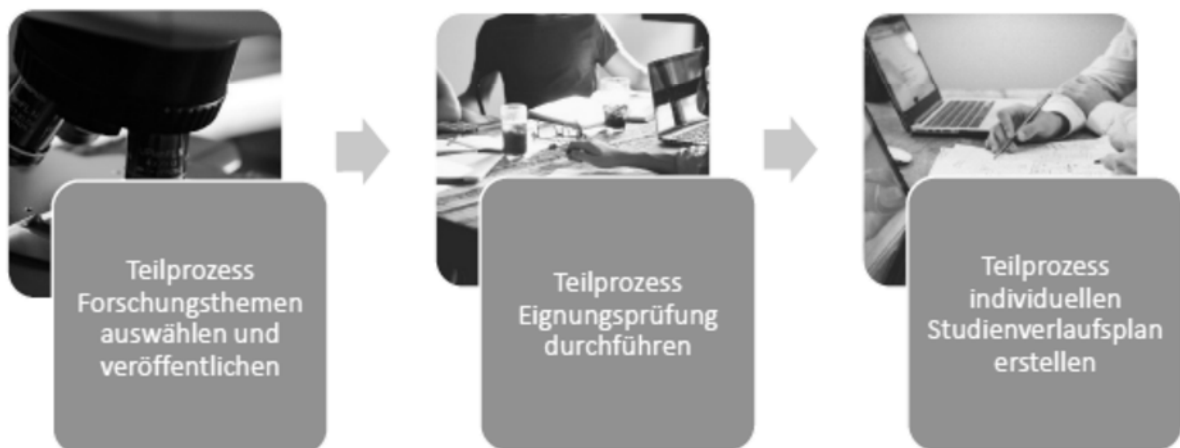 Teilprozess
Forschungsthemen
auswählen und
veröffentlichen
Teilprozess
Eignungsprüfung
durchführen
Teilprozess
individuellen
Studienverlaufsplan
erstellen